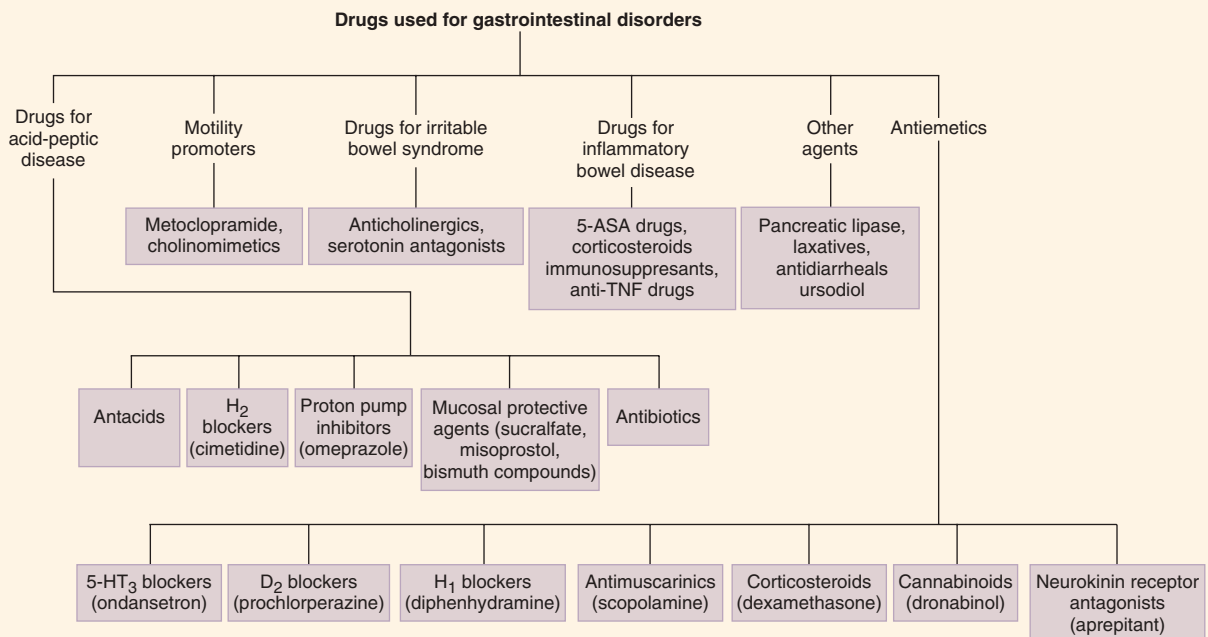 Drugs used for gastrointestinal disorders
Drugs for
acid-peptic
disease
Motility
promoters
Drugs for irritable
bowel syndrome
Drugs for
inflammatory
bowel disease
Other
agents
Antiemetics
Metoclopramide,
cholinomimetics
Anticholinergics,
serotonin antagonists
5-ASA drugs,
corticosteroids
immunosuppresants,
anti-TNF drugs
Pancreatic lipase,
laxatives,
antidiarrheals
ursodiol
Antacids
H2
blockers
(cimetidine)
Proton pump
inhibitors
(omeprazole)
Mucosal protective
agents (sucralfate,
misoprostol,
bismuth compounds)
Antibiotics
5-HT3 blockers
(ondansetron)
D2 blockers
(prochlorperazine)
H1 blockers
(diphenhydramine)
Antimuscarinics
(scopolamine)
Corticosteroids
(dexamethasone)
Cannabinoids
(dronabinol)
Neurokinin receptor
antagonists
(aprepitant)